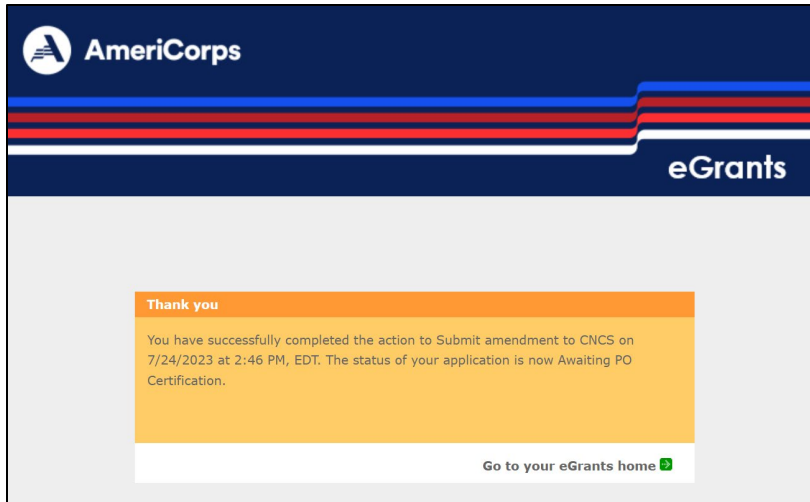 AmeriCorps
eGrants
Thank you
You have successfully completed the action to Submit amendment to CNCS on
7/24/2023 at 2:46 PM, EDT. The status of your application is now Awaiting PO
Certification.
Go to your eGrants home